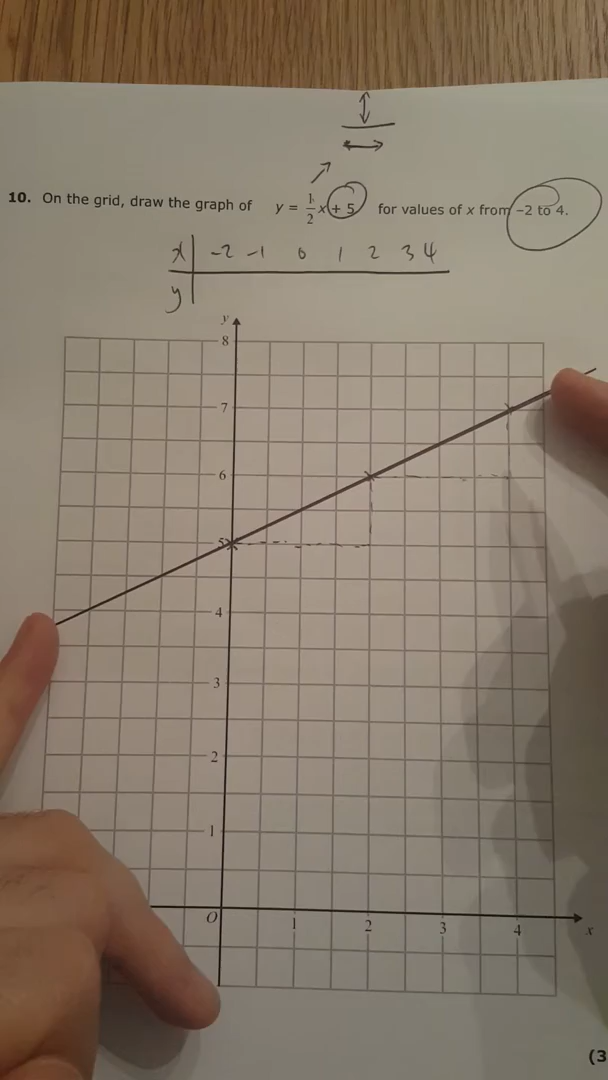 10. On the grid, draw the graph of y = 1/2 x + 5 for values of x from −2 to 4.
x -2 -1 0 1 2 3 4
y
y
8
7
6
5
4
3
2
1
O 1 2 3 4 x
(3